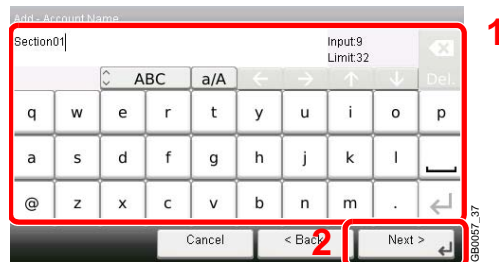 Add - Account Name
1
Section01
Input:9
Limit:32
ABC a/A ← → ↑ ↓ Del.
q w e r t y u i o p
a s d f g h j k l
@ z x c v b n m .
Cancel < Back Next >
2
GB0057_37